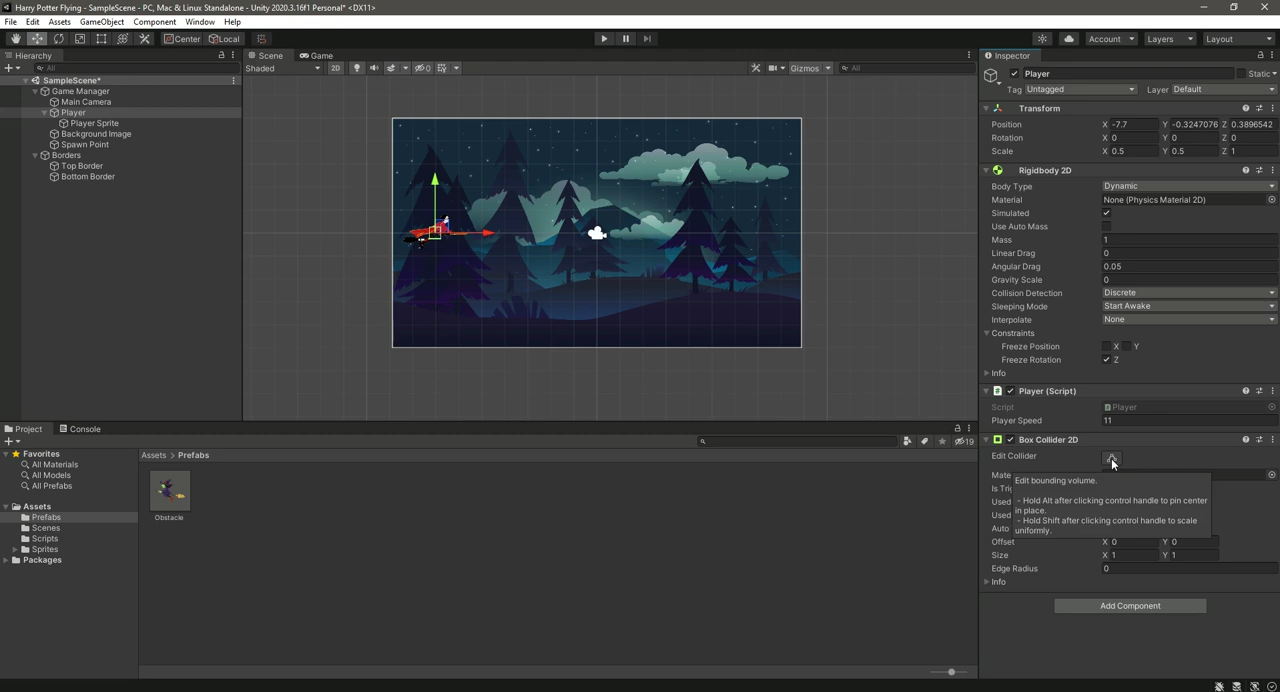 Harry Potter Flying - SampleScene - PC, Mac & Linux Standalone - Unity 2020.3.16f1 Personal* <DX11>
File Edit Assets GameObject Component Window Help
Center Local Account Layers Layout
Hierarchy
All
SampleScene*
Game Manager
Main Camera
Player
Player Sprite
Background Image
Spawn Point
Borders
Top Border
Bottom Border
Scene Game
Shaded 2D 0 Gizmos All
Inspector
Player Static
Tag Untagged Layer Default
Transform
Position X -7.7 Y -0.3247076 Z 0.3896542
Rotation X 0 Y 0 Z 0
Scale X 0.5 Y 0.5 Z 1
Rigidbody 2D
Body Type Dynamic
Material None (Physics Material 2D)
Simulated
Use Auto Mass
Mass 1
Linear Drag 0
Angular Drag 0.05
Gravity Scale 0
Collision Detection Discrete
Sleeping Mode Start Awake
Interpolate None
Constraints
Freeze Position X Y
Freeze Rotation Z
Info
Player (Script)
Script Player
Player Speed 11
Box Collider 2D
Edit Collider
Mate
Is Tri
Used
Used
Auto
Edit bounding volume.
- Hold Alt after clicking control handle to pin center
in place.
- Hold Shift after clicking control handle to scale
uniformly.
Offset X 0 Y 0
Size X 1 Y 1
Edge Radius 0
Info
Add Component
Project Console
19
Favorites
All Materials
All Models
All Prefabs
Assets
Prefabs
Scenes
Scripts
Sprites
Packages
Assets > Prefabs
Obstacle